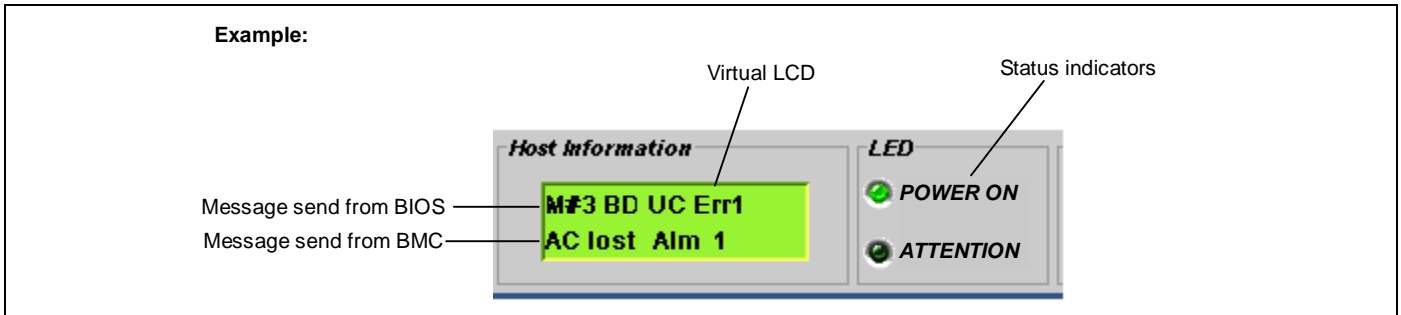 Example:
Virtual LCD
Status indicators
Host Information
LED
Message send from BIOS
M#3 BD UC Err1
POWER ON
Message send from BMC
AC lost Alm 1
ATTENTION